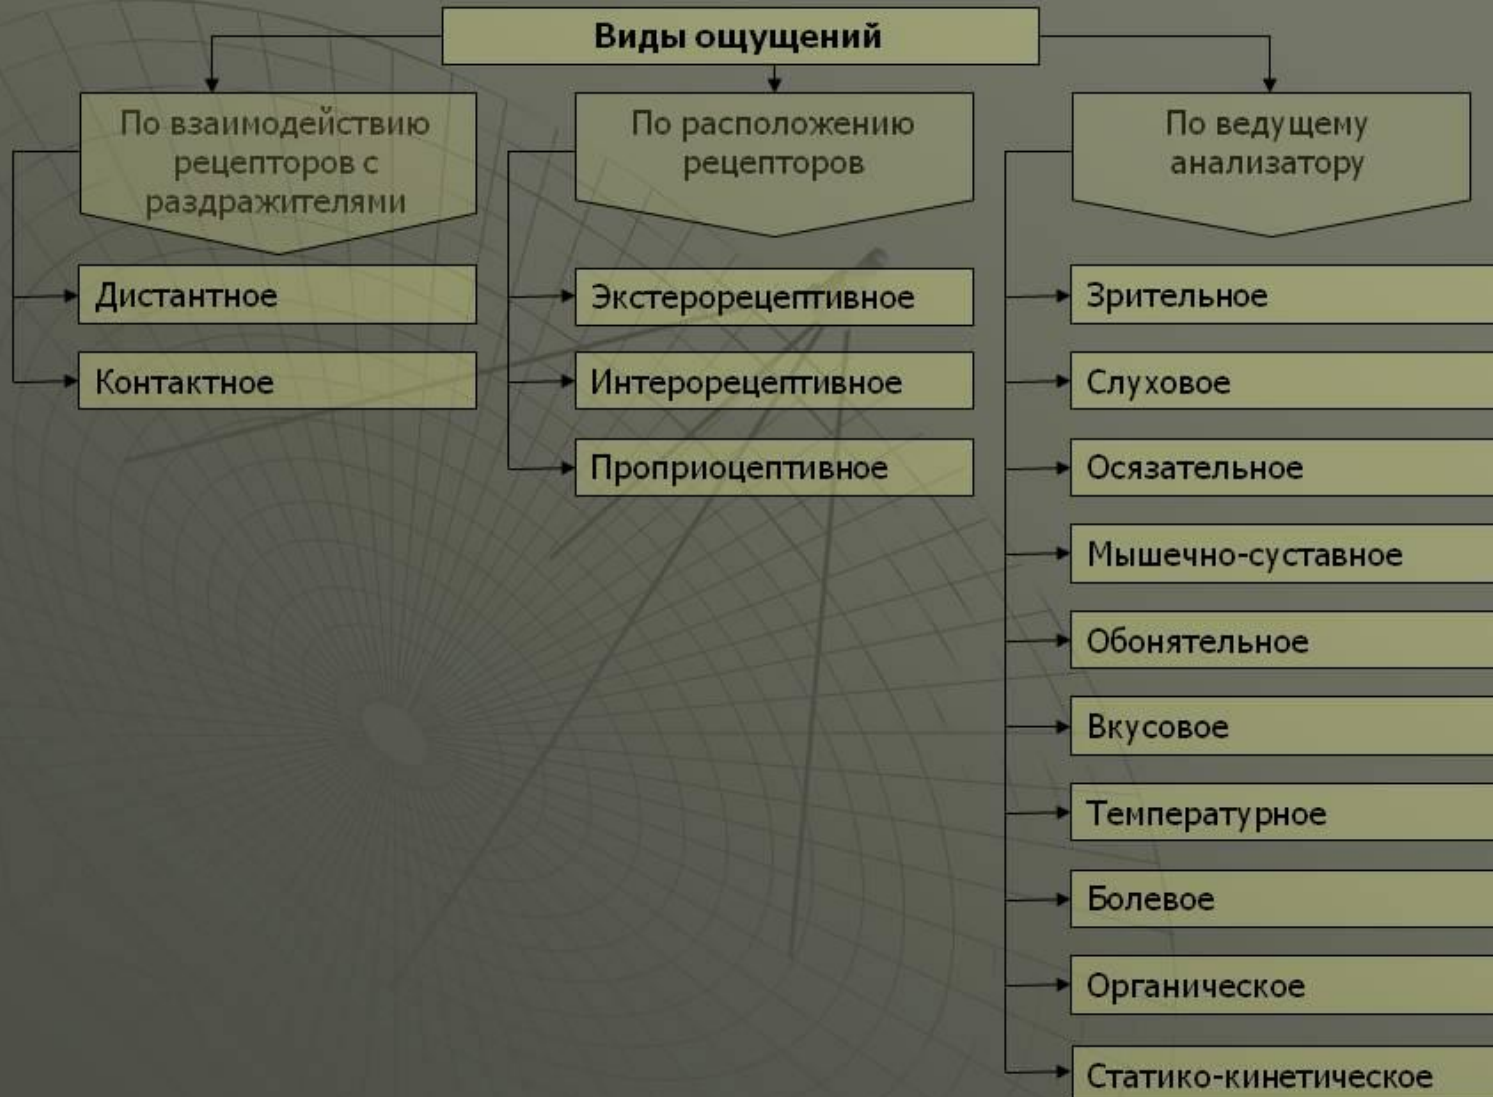 Виды ощущений
По взаимодействию
рецепторов с
раздражителями
Дистантное
Контактное
По расположению
рецепторов
Экстерорецептивное
Интерорецептивное
Проприоцептивное
По ведущему
анализатору
Зрительное
Слуховое
Осязательное
Мышечно-суставное
Обонятельное
Вкусовое
Температурное
Болевое
Органическое
Статико-кинетическое